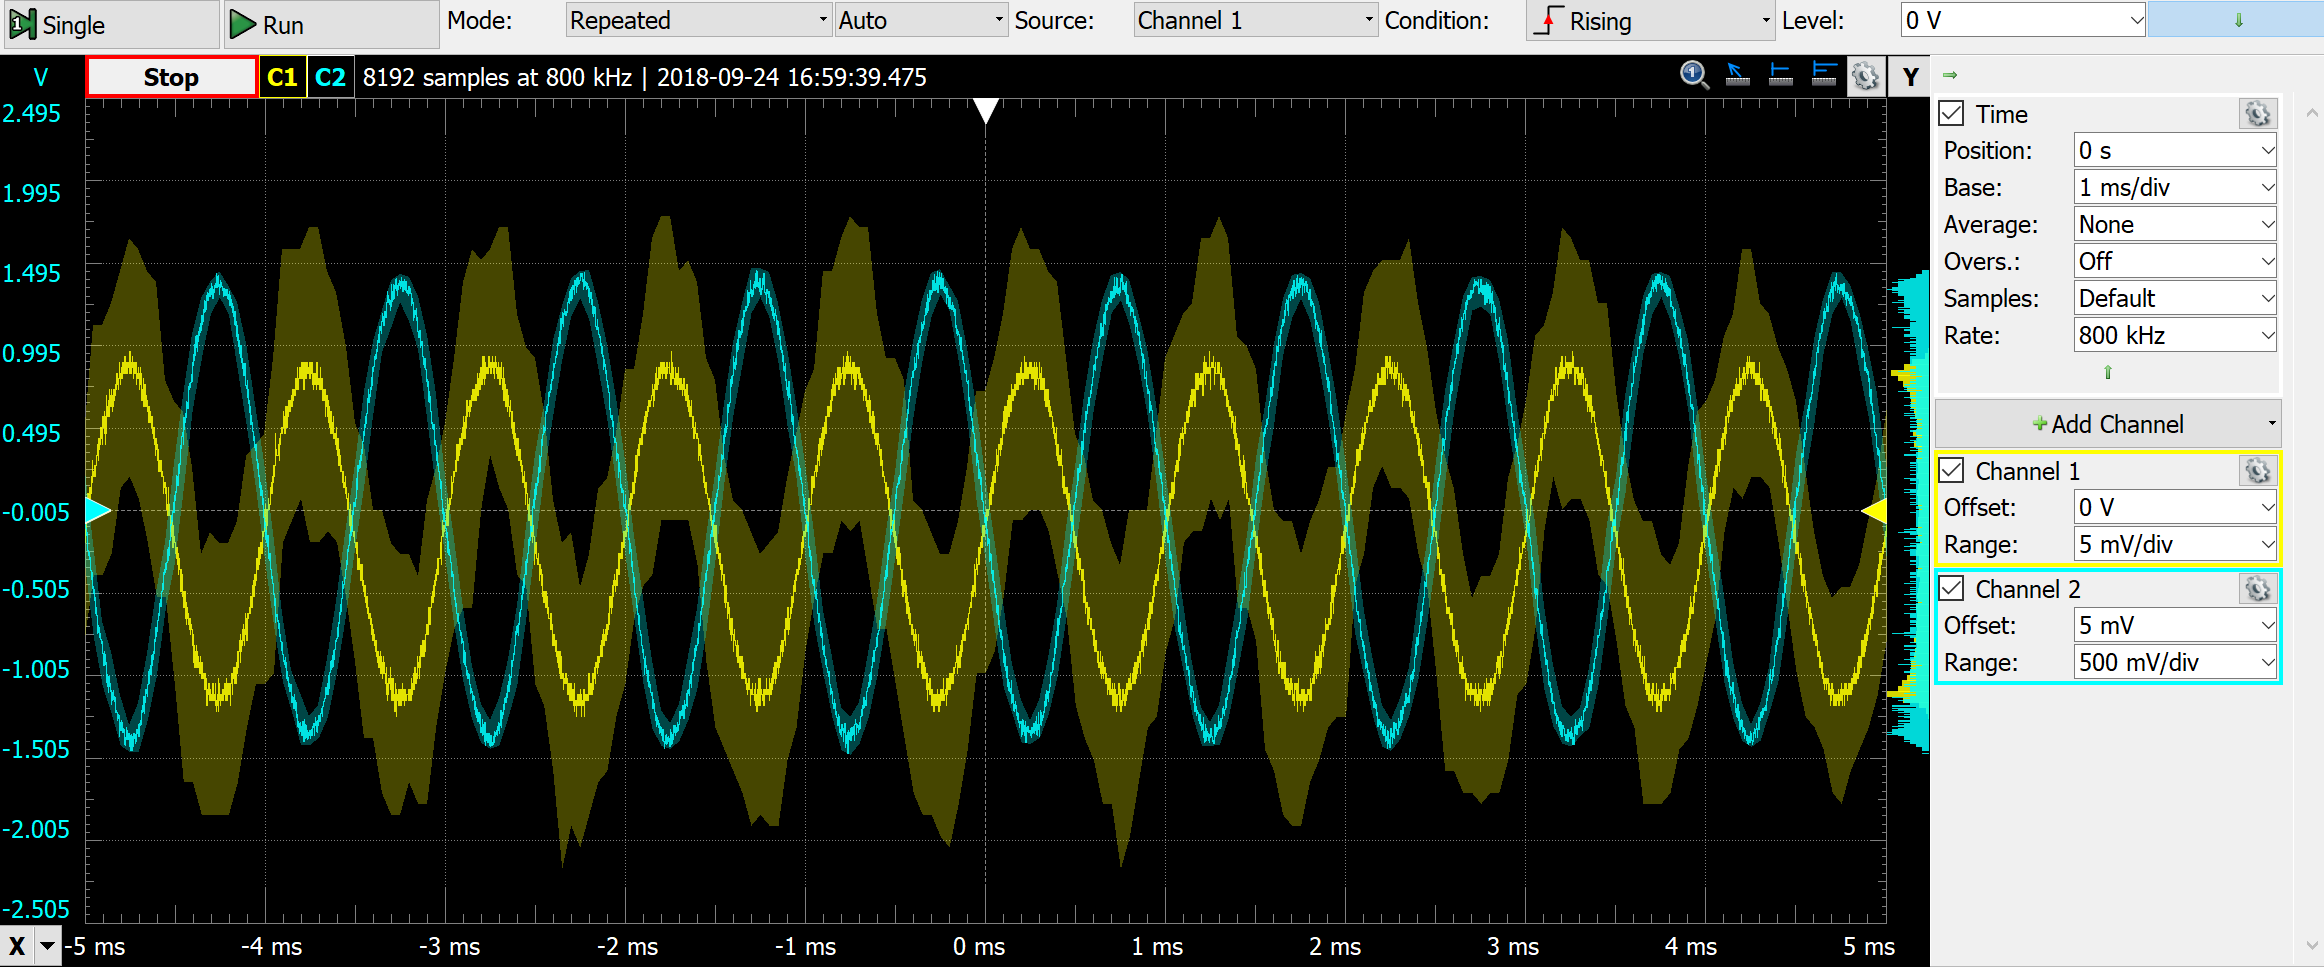 Single Run Mode: Repeated Auto Source: Channel 1 Condition: Rising Level: 0 V
V Stop C1 C2 8192 samples at 800 kHz | 2018-09-24 16:59:39.475 Y
2.495
1.995
1.495
0.995
0.495
-0.005
-0.505
-1.005
-1.505
-2.005
-2.505
X -5 ms -4 ms -3 ms -2 ms -1 ms 0 ms 1 ms 2 ms 3 ms 4 ms 5 ms
Time
Position: 0 s
Base: 1 ms/div
Average: None
Overs.: Off
Samples: Default
Rate: 800 kHz
Add Channel
Channel 1
Offset: 0 V
Range: 5 mV/div
Channel 2
Offset: 5 mV
Range: 500 mV/div